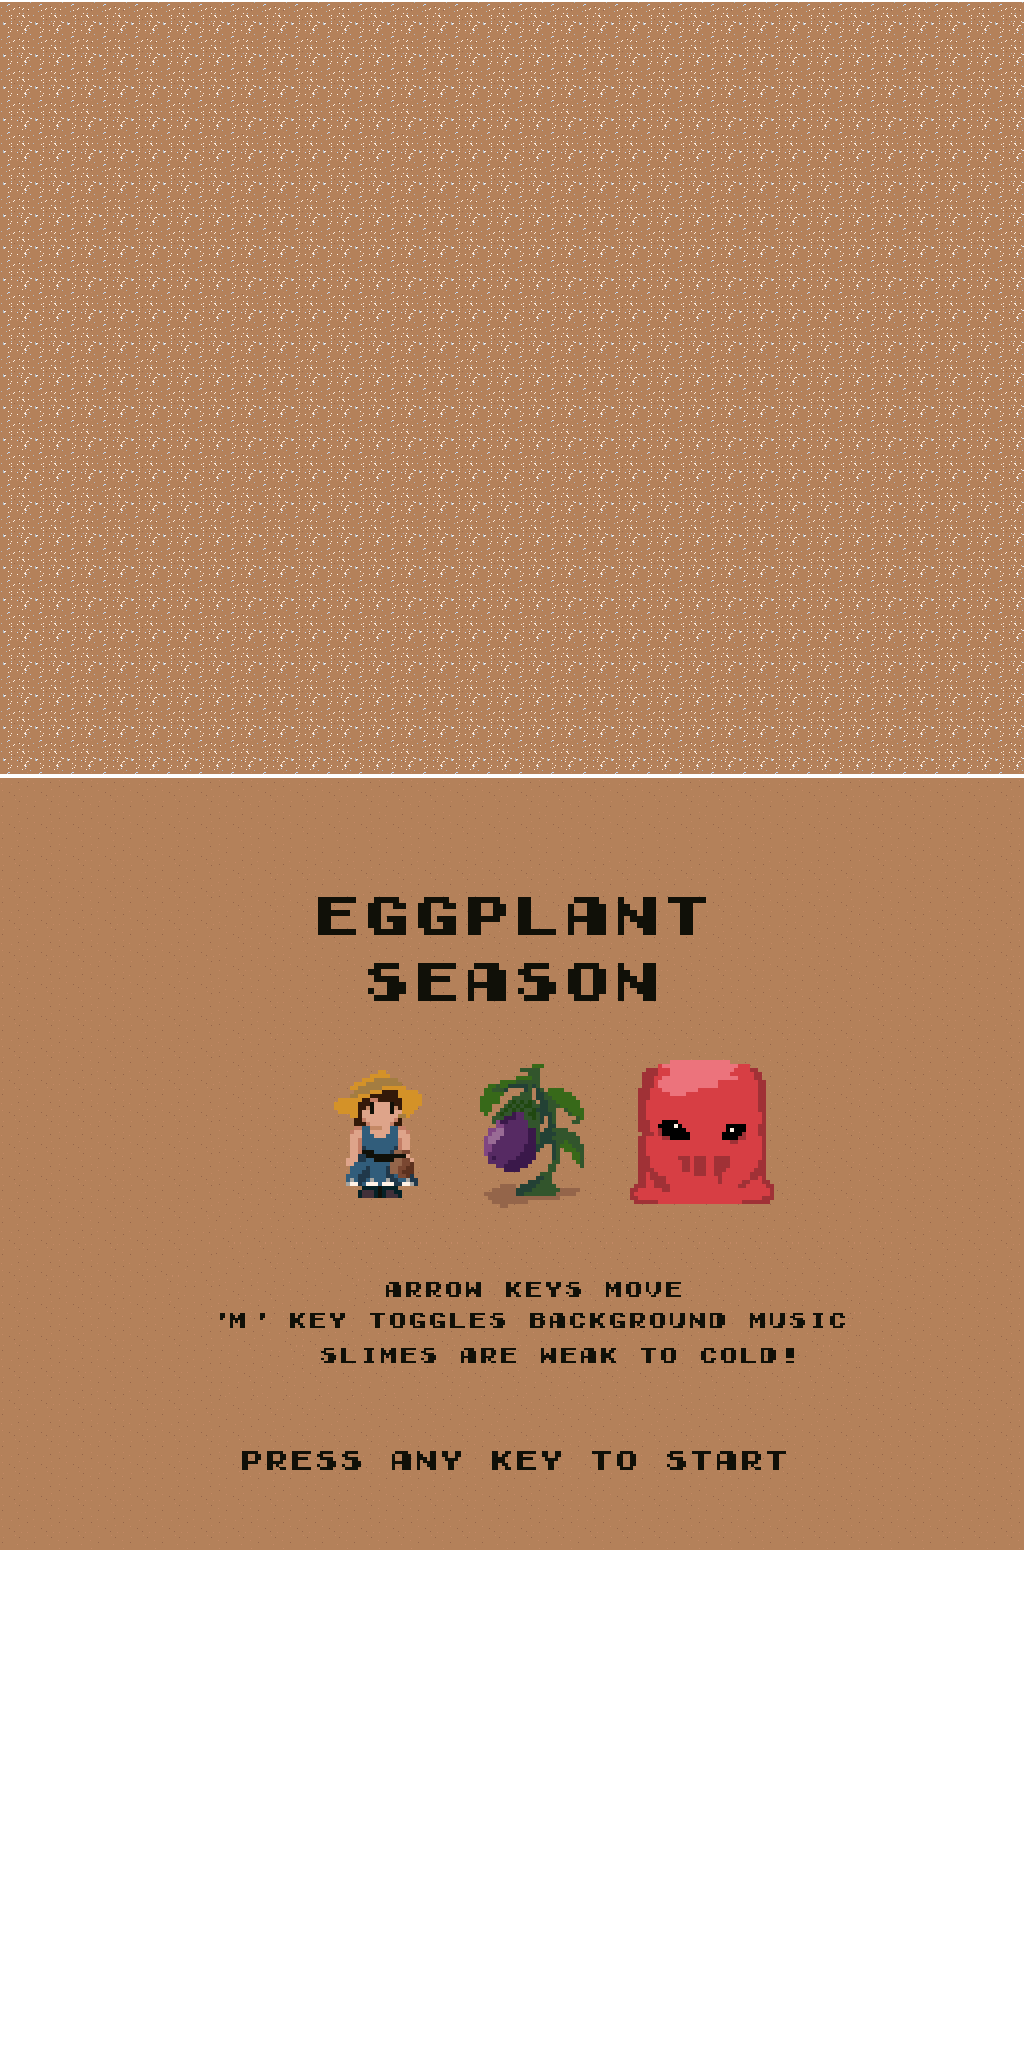 EGGPLANT
SEASON
ARROW KEYS MOVE
'M' KEY TOGGLES BACKGROUND MUSIC
SLIMES ARE WEAK TO COLD!
PRESS ANY KEY TO START